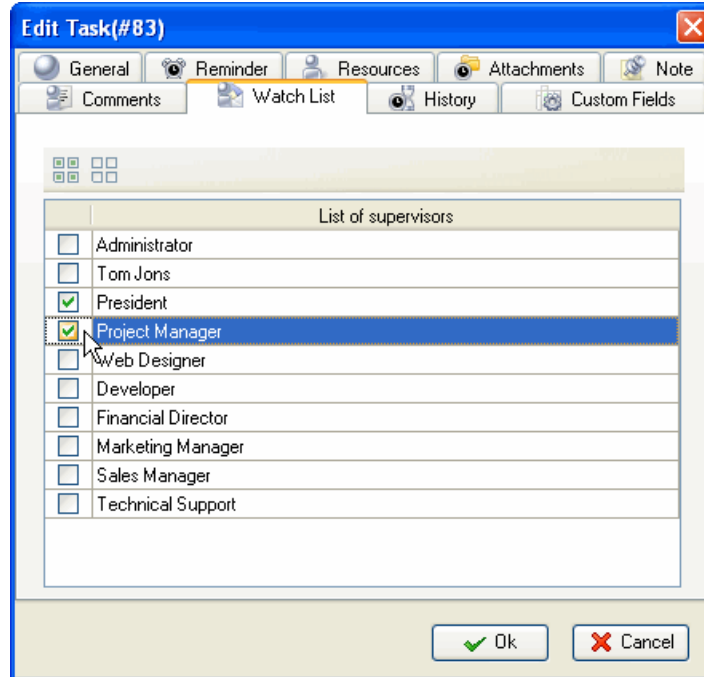 Edit Task(#83)
General Reminder Resources Attachments Note
Comments Watch List History Custom Fields
List of supervisors
Administrator
Tom Jons
President
Project Manager
Web Designer
Developer
Financial Director
Marketing Manager
Sales Manager
Technical Support
Ok Cancel